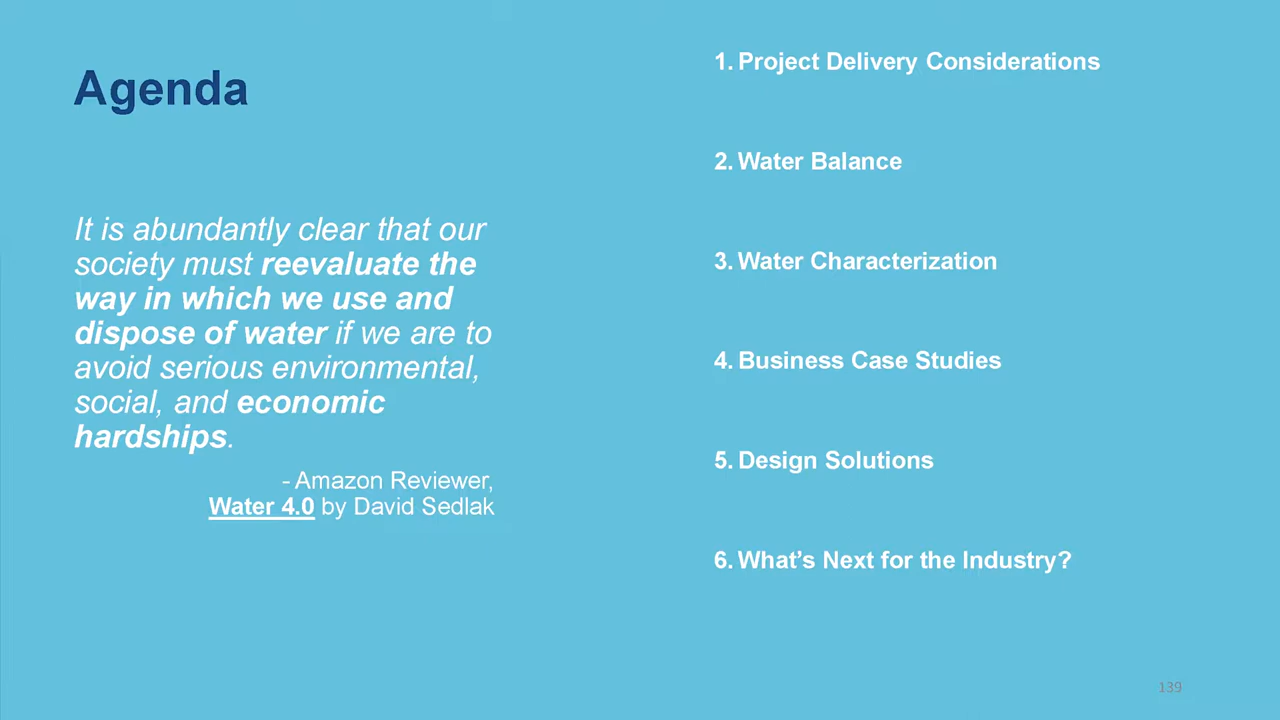 Agenda
It is abundantly clear that our
society must reevaluate the
way in which we use and
dispose of water if we are to
avoid serious environmental,
social, and economic
hardships.
- Amazon Reviewer,
Water 4.0 by David Sedlak
1. Project Delivery Considerations
2. Water Balance
3. Water Characterization
4. Business Case Studies
5. Design Solutions
6. What’s Next for the Industry?
139